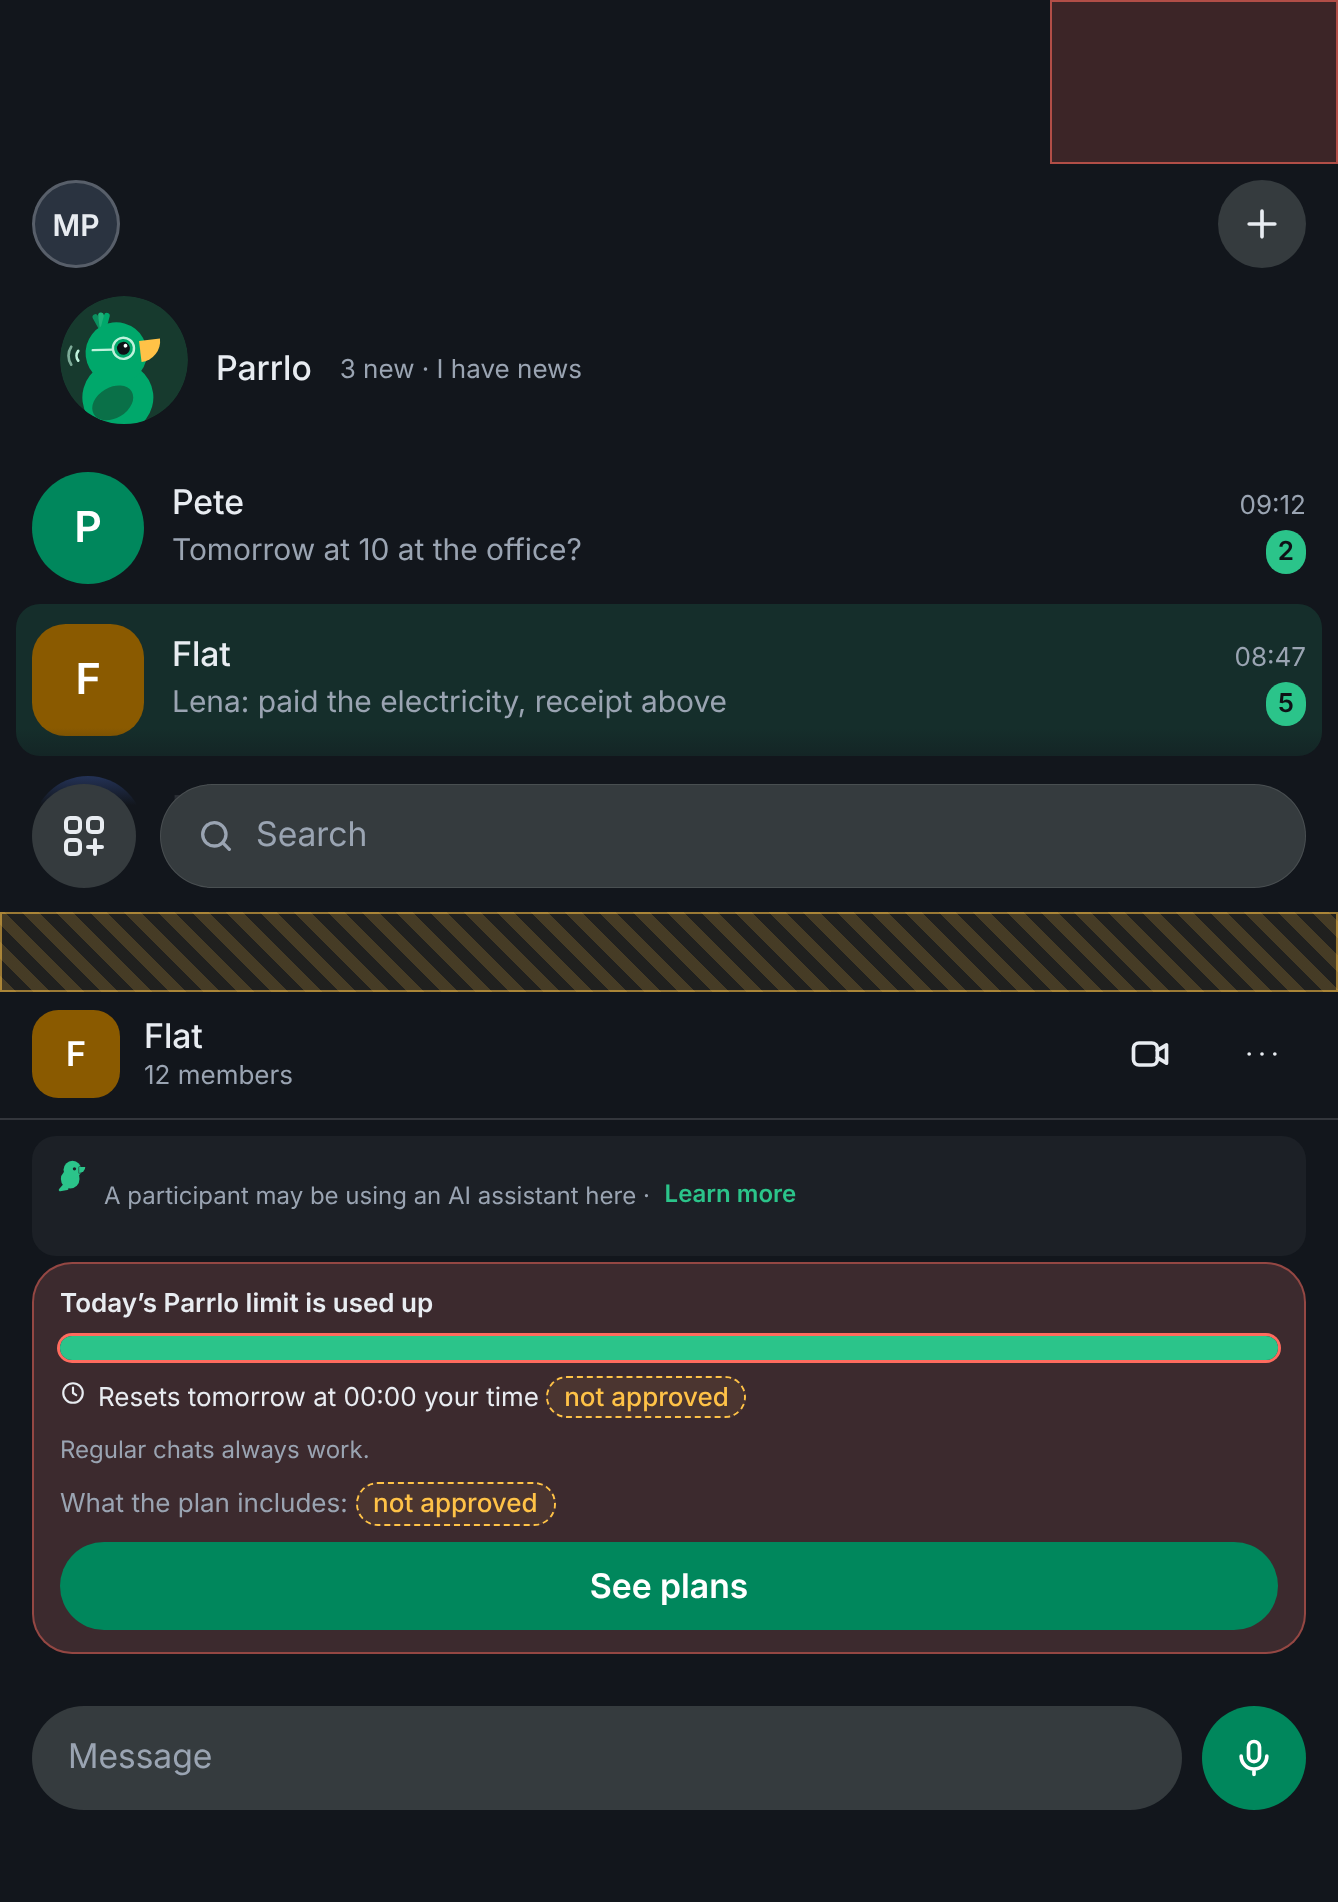 MP
Parrlo 3 new · I have news
P
Pete 09:12
Tomorrow at 10 at the office? 2
F
Flat 08:47
Lena: paid the electricity, receipt above 5
Search
F
Flat
12 members
A participant may be using an AI assistant here · Learn more
Today’s Parrlo limit is used up
Resets tomorrow at 00:00 your time not approved
Regular chats always work.
What the plan includes: not approved
See plans
Message